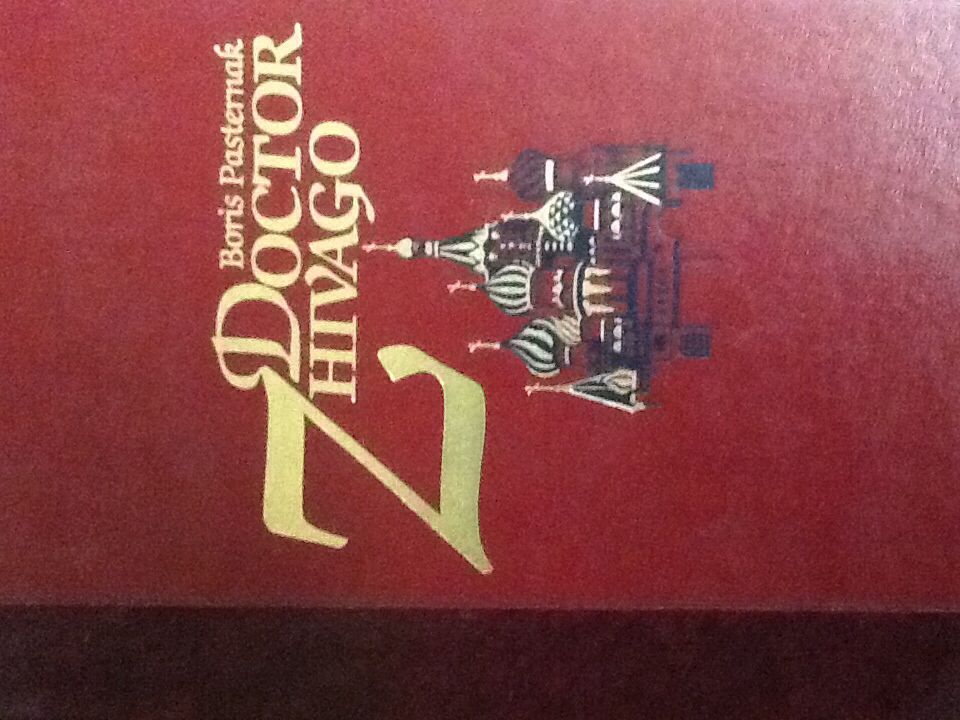 Boris Pasternak
DOCTOR
ZHIVAGO